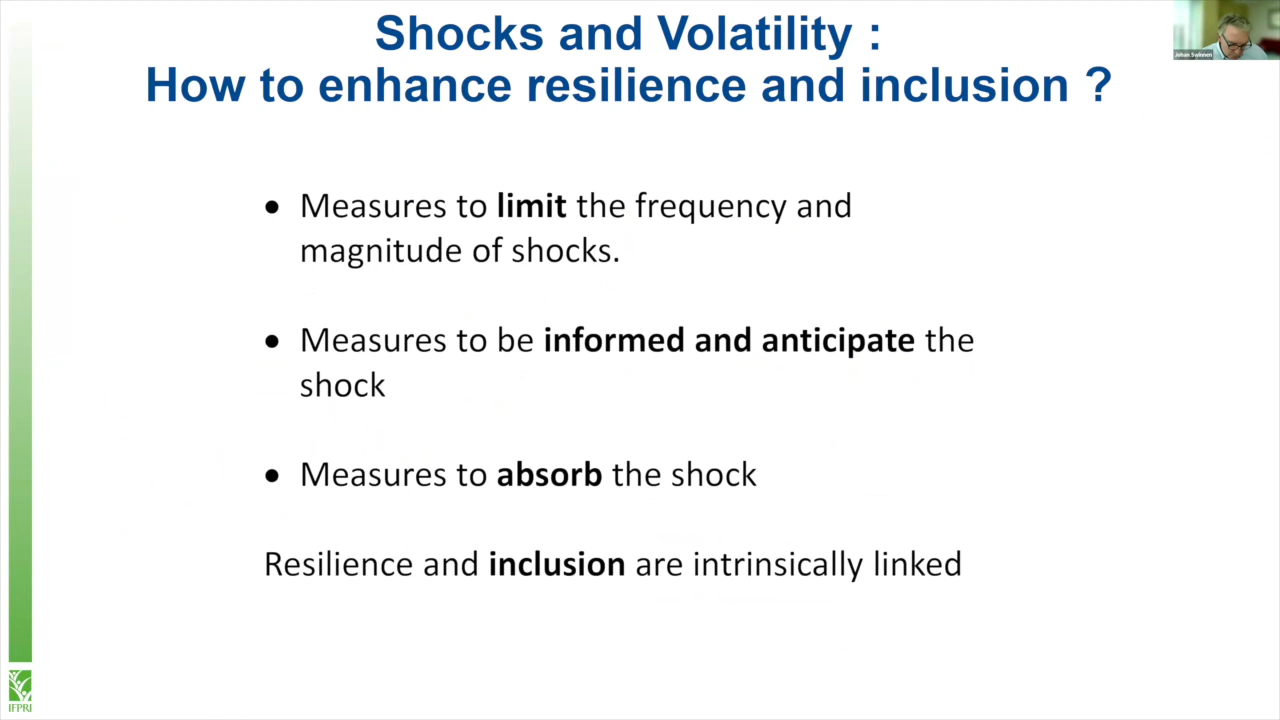 Shocks and Volatility :
How to enhance resilience and inclusion ?
Johan Swinnen
• Measures to limit the frequency and
magnitude of shocks.
• Measures to be informed and anticipate the
shock
• Measures to absorb the shock
Resilience and inclusion are intrinsically linked
IFPRI